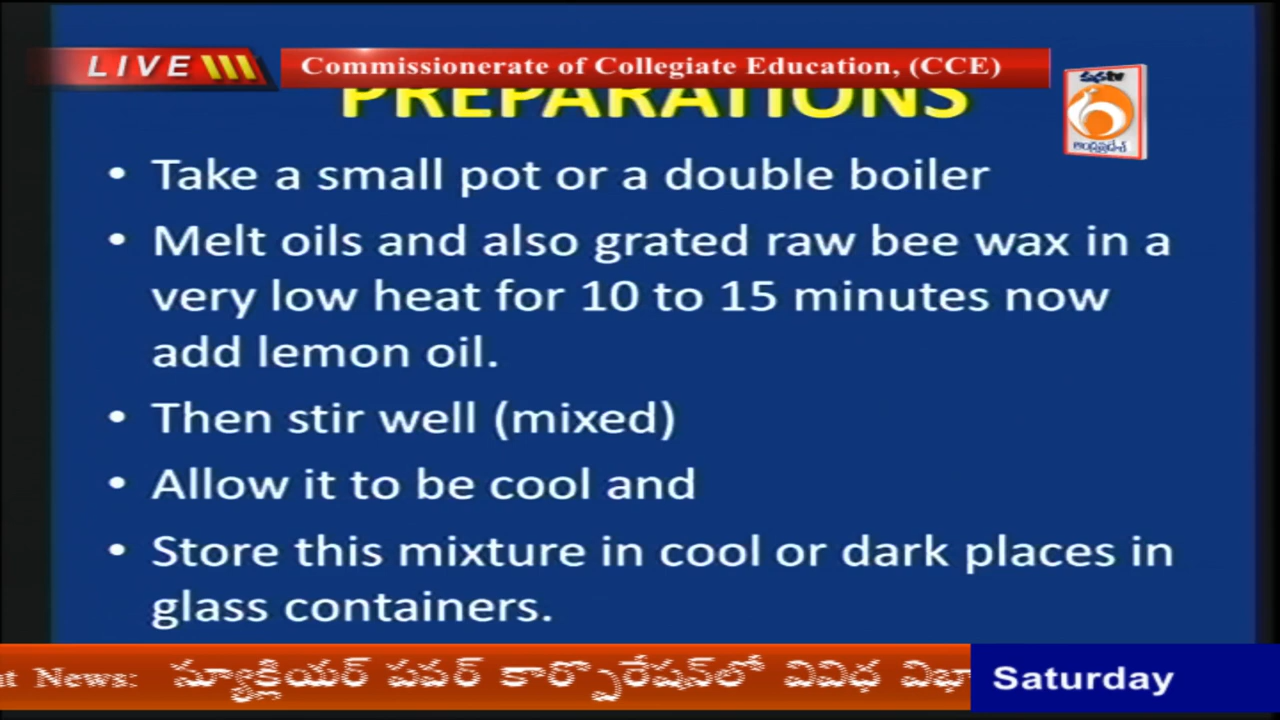 LIVE
Commissionerate of Collegiate Education, (CCE)
PREPARATIONS
మనtv
ఆంధ్రప్రదేశ్
• Take a small pot or a double boiler
• Melt oils and also grated raw bee wax in a
very low heat for 10 to 15 minutes now
add lemon oil.
• Then stir well (mixed)
• Allow it to be cool and
• Store this mixture in cool or dark places in
glass containers.
News: న్యూక్లియర్ పవర్ కార్పొరేషన్‌లో వివిధ
Saturday